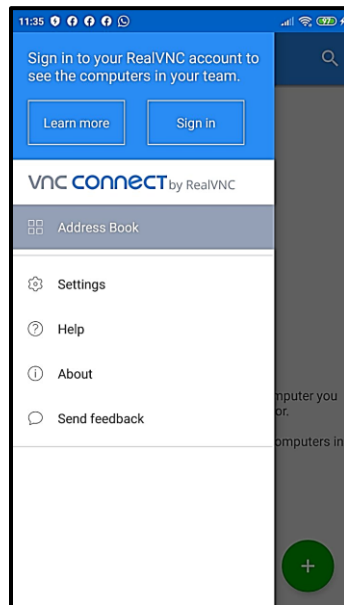 11:35
97
Sign in to your RealVNC account to
see the computers in your team.
Learn more
Sign in
VNC CONNECT by RealVNC
Address Book
Settings
Help
About
Send feedback
mputer you
or.
omputers in